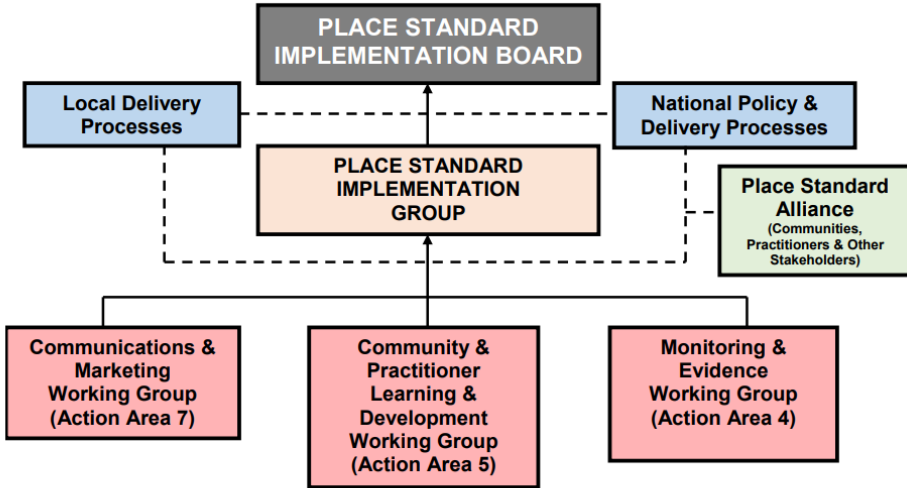 PLACE STANDARD
IMPLEMENTATION BOARD
Local Delivery
Processes
National Policy &
Delivery Processes
PLACE STANDARD
IMPLEMENTATION
GROUP
Place Standard
Alliance
(Communities,
Practitioners & Other
Stakeholders)
Communications &
Marketing
Working Group
(Action Area 7)
Community &
Practitioner
Learning &
Development
Working Group
(Action Area 5)
Monitoring &
Evidence
Working Group
(Action Area 4)